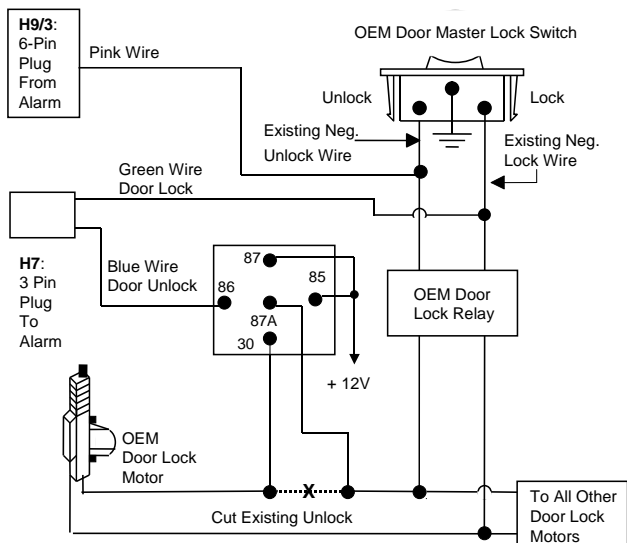 H9/3:
6-Pin
Plug
From
Alarm
Pink Wire
OEM Door Master Lock Switch
Unlock
Lock
Existing Neg.
Unlock Wire
Existing Neg.
Lock Wire
Green Wire
Door Lock
H7:
3 Pin
Plug
To
Alarm
Blue Wire
Door Unlock
87
86
85
87A
30
+ 12V
OEM Door
Lock Relay
OEM
Door Lock
Motor
X
Cut Existing Unlock
To All Other
Door Lock
Motors